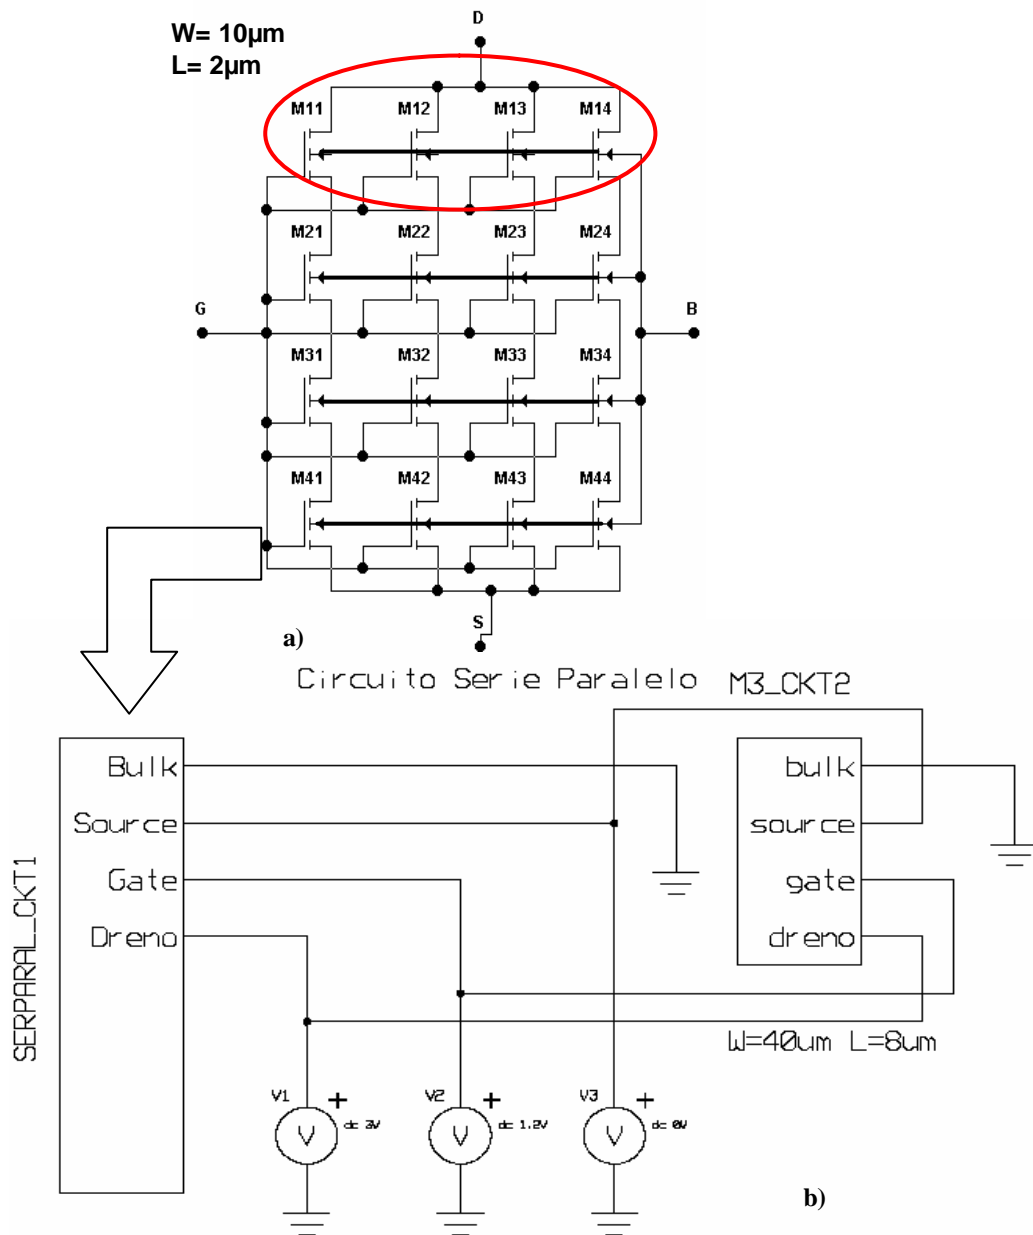 W= 10µm
L= 2µm
D
M11 M12 M13 M14
M21 M22 M23 M24
G B
M31 M32 M33 M34
M41 M42 M43 M44
S
a)
Circuito Serie Paralelo M3_CKT2
SERPARAL_CKT1
Bulk
Source
Gate
Dreno
bulk
source
gate
dreno
W=40um L=8um
V1 + dc 3V
V2 + dc 1.2V
V3 + dc 0V
V V V
b)